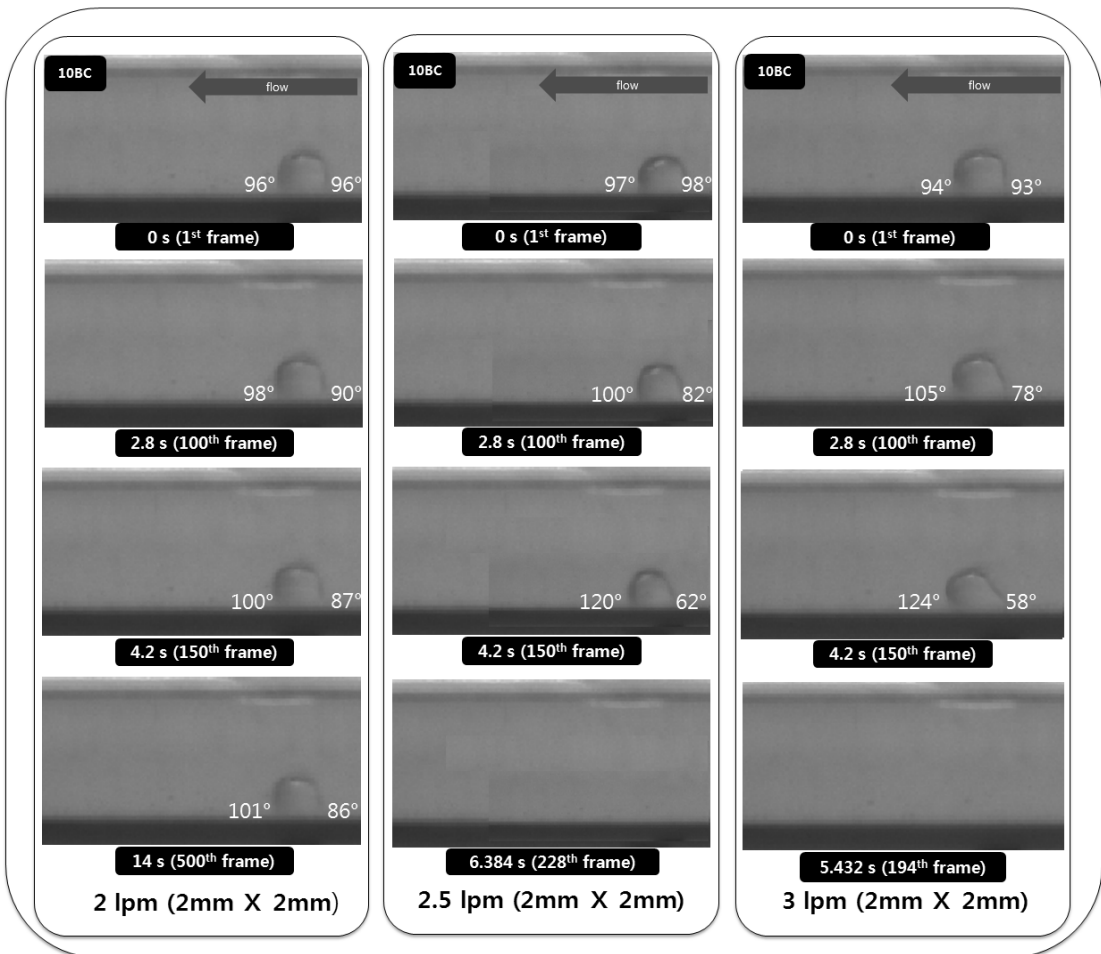 10BC
flow
96° 96°
0 s (1st frame)
98° 90°
2.8 s (100th frame)
100° 87°
4.2 s (150th frame)
101° 86°
14 s (500th frame)
2 lpm (2mm X 2mm)
10BC
flow
97° 98°
0 s (1st frame)
100° 82°
2.8 s (100th frame)
120° 62°
4.2 s (150th frame)
6.384 s (228th frame)
2.5 lpm (2mm X 2mm)
10BC
flow
94° 93°
0 s (1st frame)
105° 78°
2.8 s (100th frame)
124° 58°
4.2 s (150th frame)
5.432 s (194th frame)
3 lpm (2mm X 2mm)